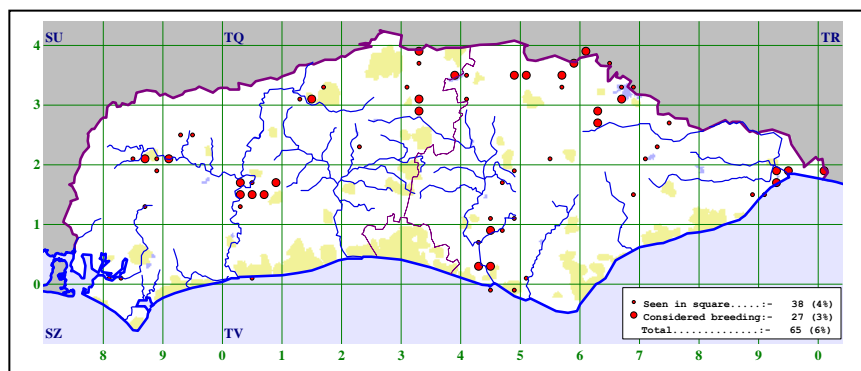 SU TQ TR
4
3
2
1
0
Seen in square.....:- 38 (4%)
Considered breeding:- 27 (3%)
Total..............:- 65 (6%)
SZ TV
8 9 0 1 2 3 4 5 6 7 8 9 0